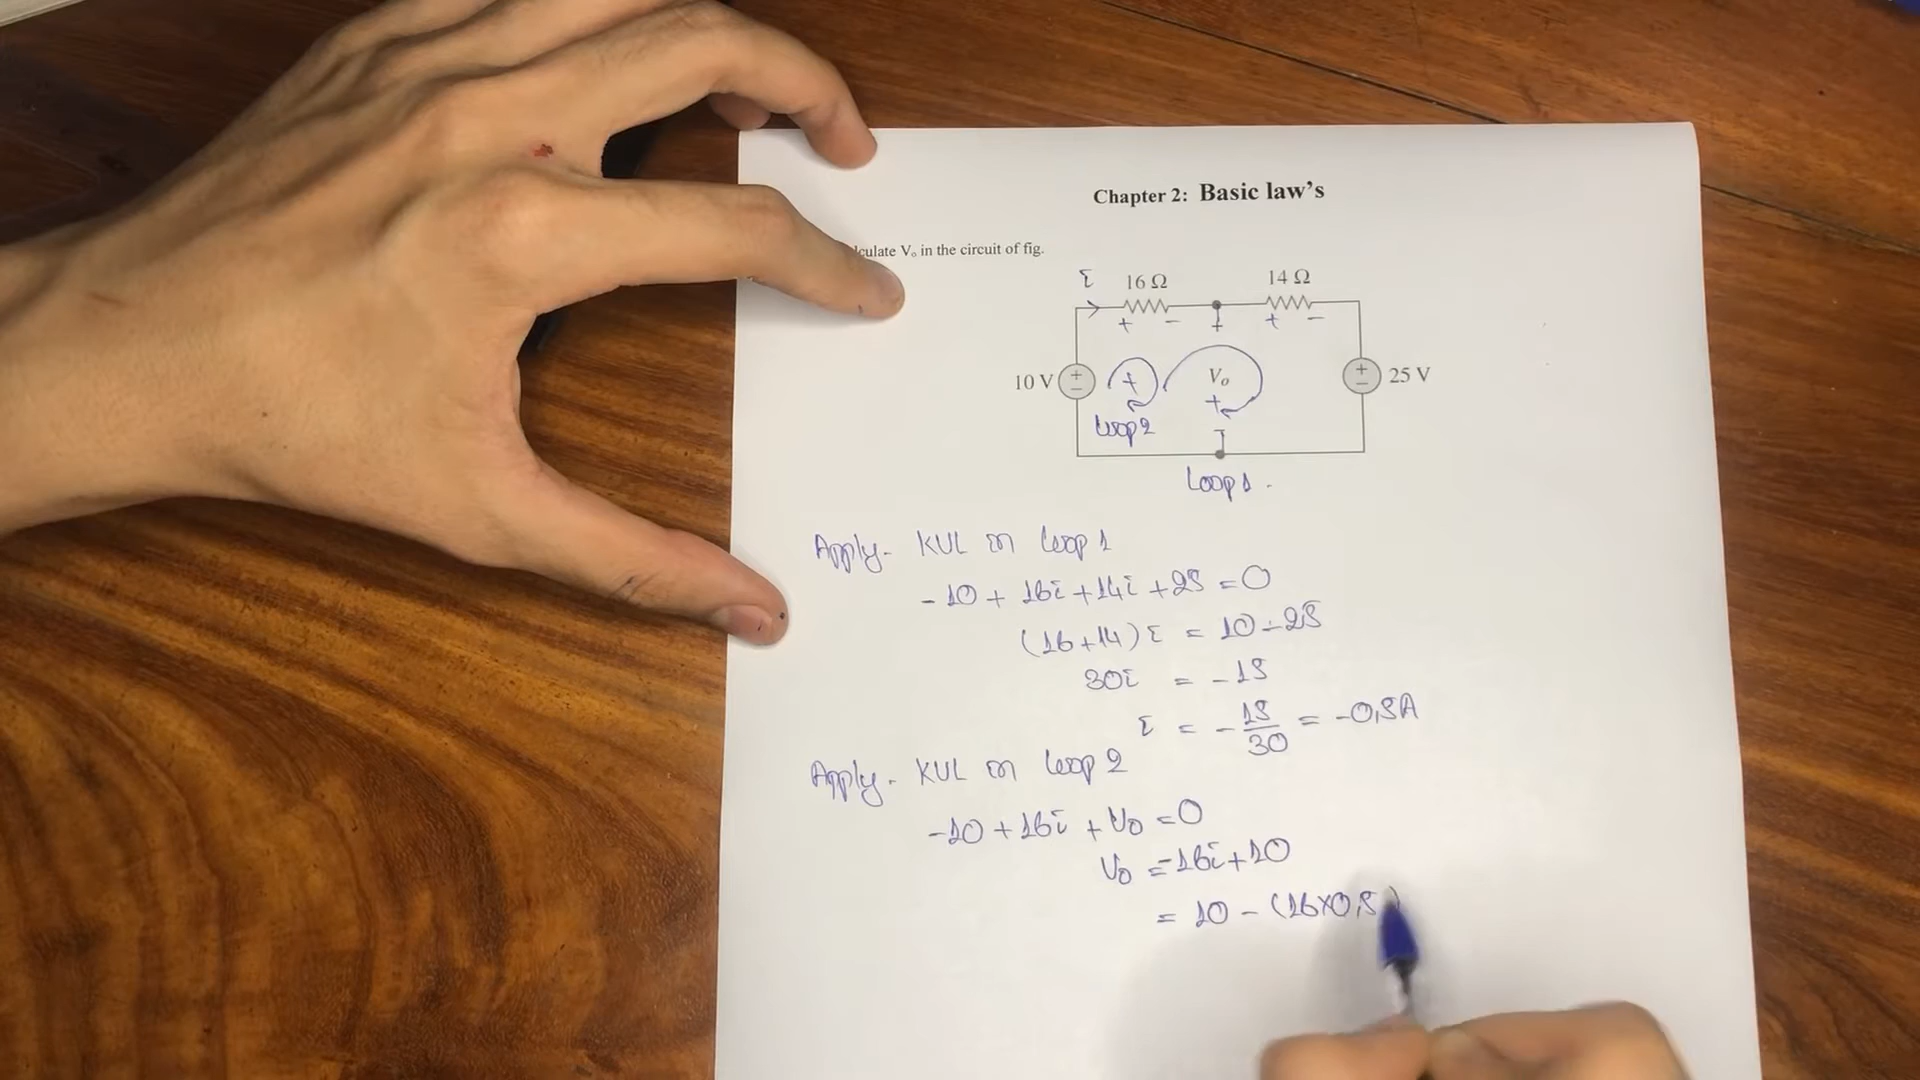 Chapter 2: Basic law's
lculate Vₒ in the circuit of fig.
i 16 Ω 14 Ω
+ − + + −
10 V + − + Vₒ + − 25 V
+
Loop 2
Loop 1.
Apply. KVL on Loop 1
-10 + 16i + 14i + 25 = 0
(16+14) i = 10 - 25
30i = -15
i = - 15/30 = -0,5A
Apply. KVL on Loop 2
-10 + 16i + Vo = 0
Vo = -16i + 10
= 10 - (16×0,5)